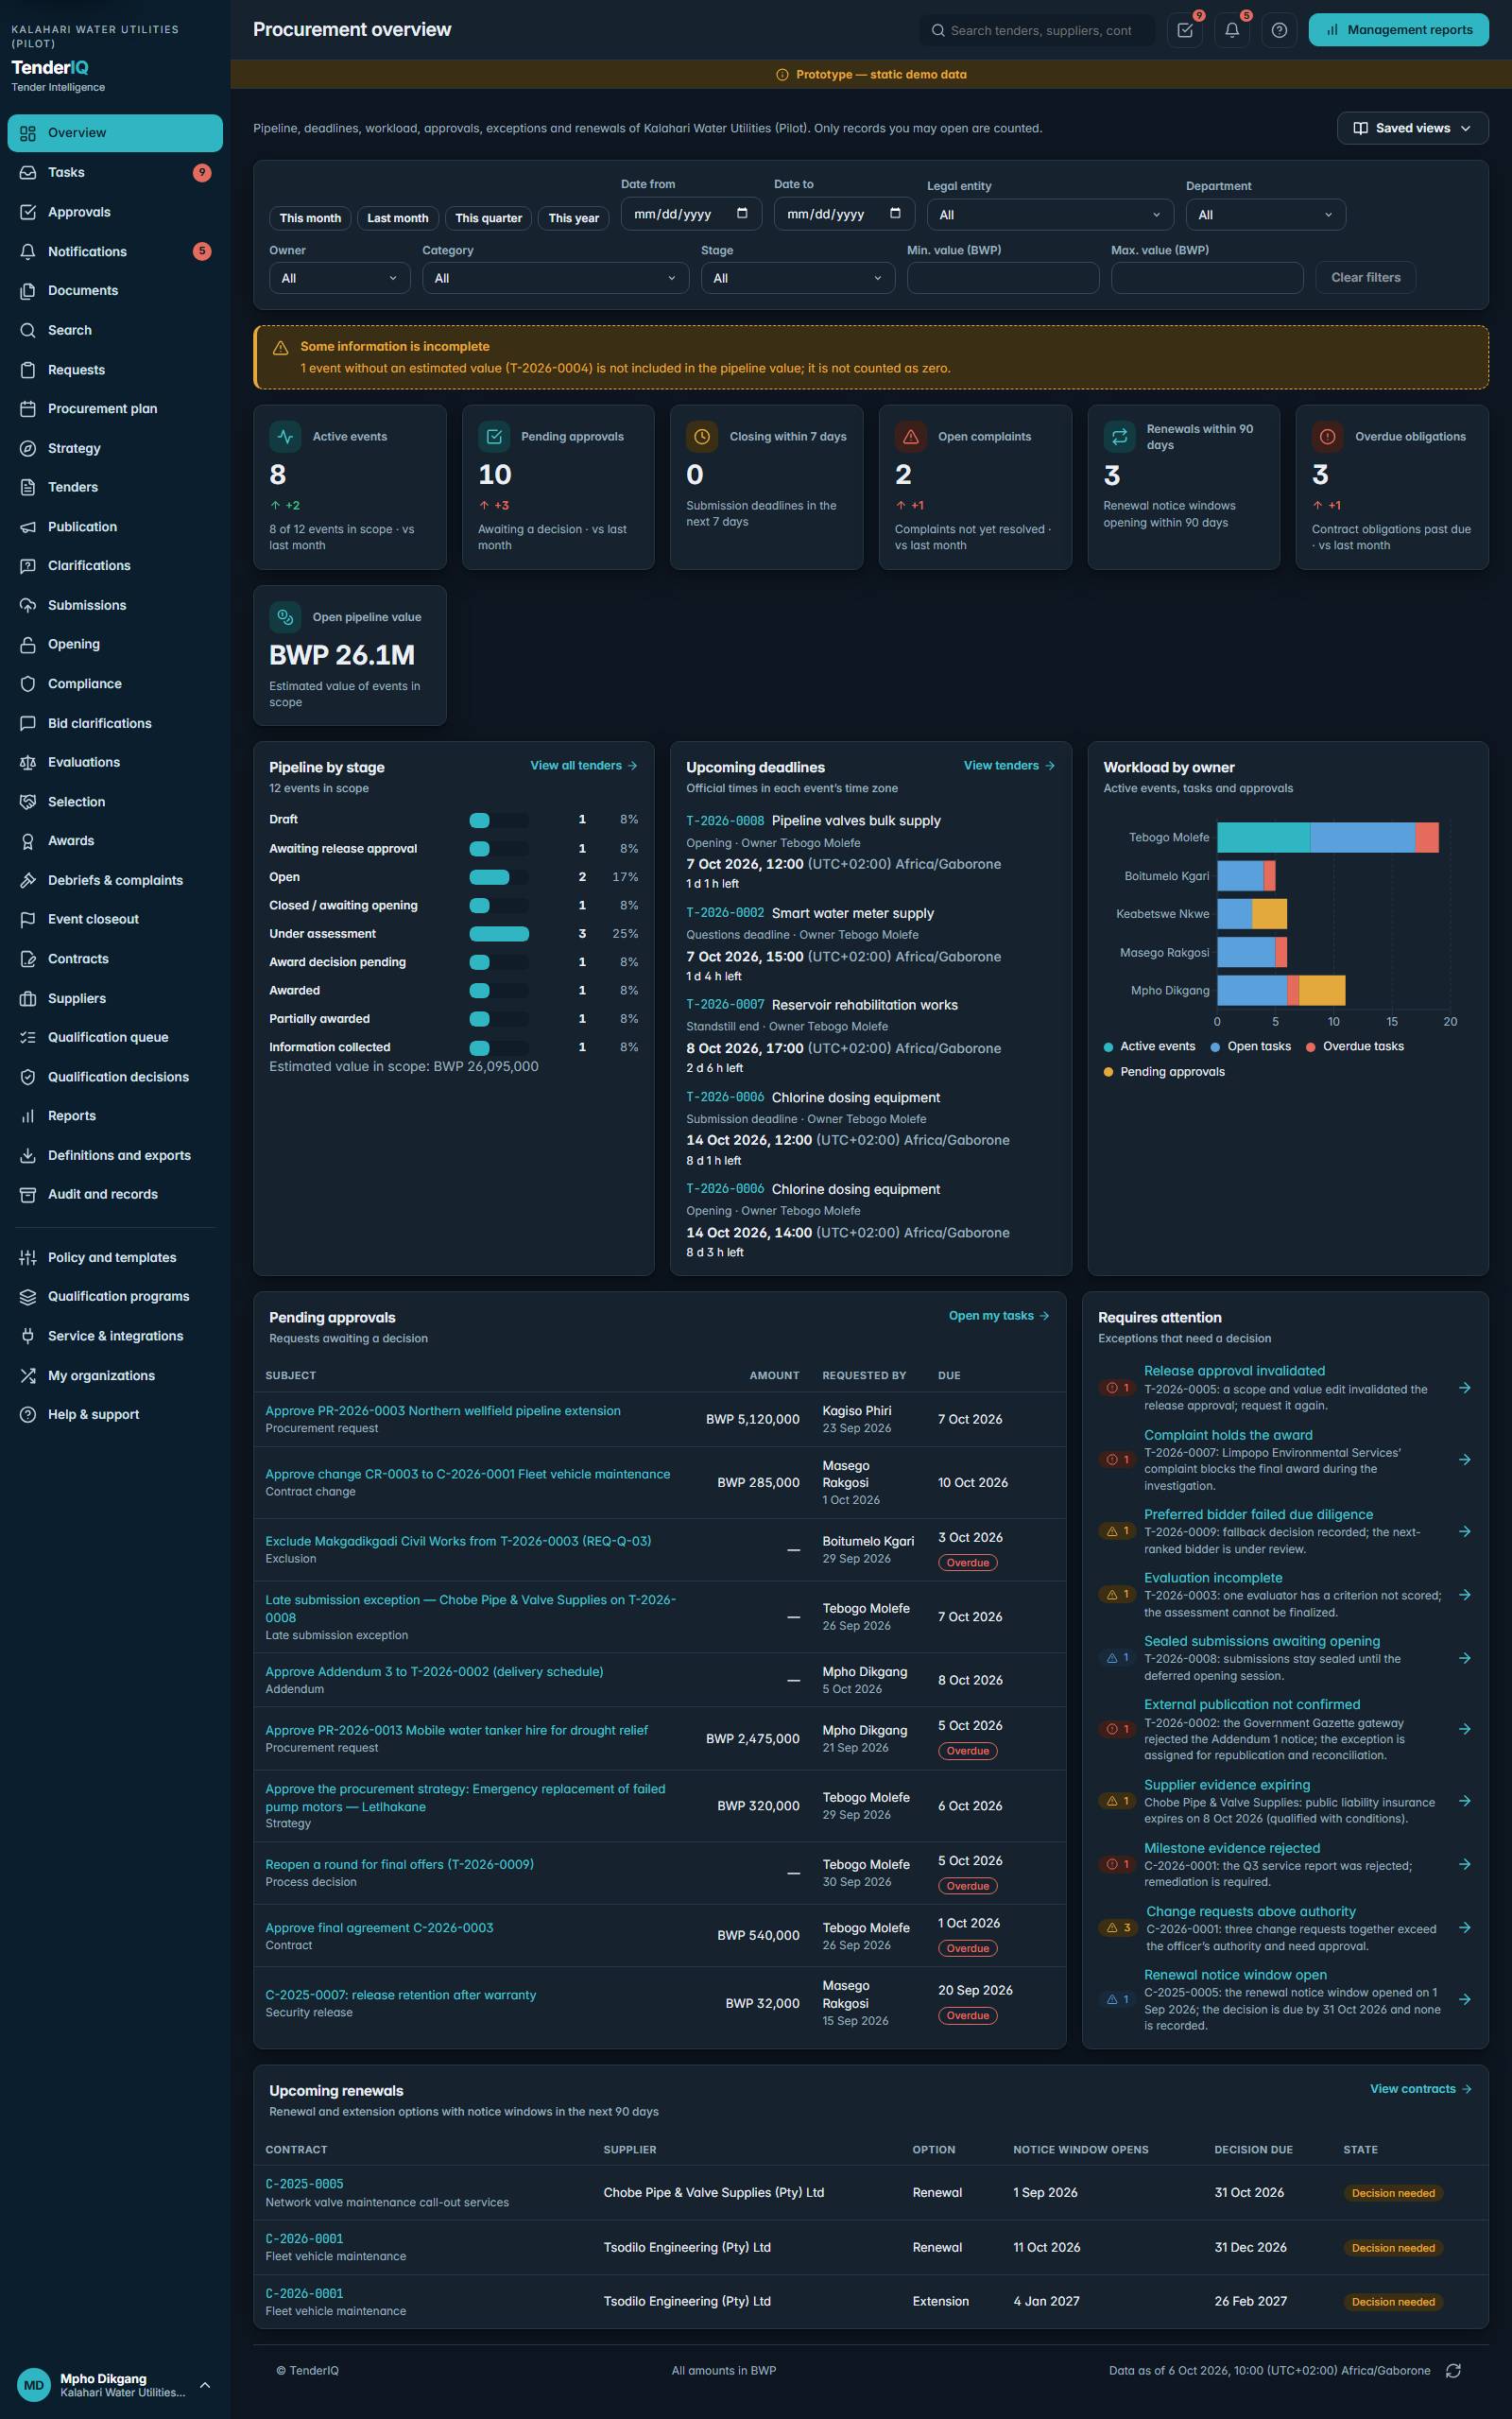 KALAHARI WATER UTILITIES
(PILOT)
TenderIQ
Tender Intelligence
Overview
Tasks 9
Approvals
Notifications 5
Documents
Search
Requests
Procurement plan
Strategy
Tenders
Publication
Clarifications
Submissions
Opening
Compliance
Bid clarifications
Evaluations
Selection
Awards
Debriefs & complaints
Event closeout
Contracts
Suppliers
Qualification queue
Qualification decisions
Reports
Definitions and exports
Audit and records
Policy and templates
Qualification programs
Service & integrations
My organizations
Help & support
MD Mpho Dikgang
Kalahari Water Utilities...
Procurement overview
Search tenders, suppliers, cont
9
5
Management reports
Prototype — static demo data
Pipeline, deadlines, workload, approvals, exceptions and renewals of Kalahari Water Utilities (Pilot). Only records you may open are counted.
Saved views
This month Last month This quarter This year
Date from
mm/dd/yyyy
Date to
mm/dd/yyyy
Legal entity
All
Department
All
Owner
All
Category
All
Stage
All
Min. value (BWP)
Max. value (BWP)
Clear filters
Some information is incomplete
1 event without an estimated value (T-2026-0004) is not included in the pipeline value; it is not counted as zero.
Active events
8
+2
8 of 12 events in scope · vs
last month
Pending approvals
10
+3
Awaiting a decision · vs last
month
Closing within 7 days
0
Submission deadlines in the
next 7 days
Open complaints
2
+1
Complaints not yet resolved ·
vs last month
Renewals within 90
days
3
Renewal notice windows
opening within 90 days
Overdue obligations
3
+1
Contract obligations past due
· vs last month
Open pipeline value
BWP 26.1M
Estimated value of events in
scope
Pipeline by stage
View all tenders
12 events in scope
Draft 1 8%
Awaiting release approval 1 8%
Open 2 17%
Closed / awaiting opening 1 8%
Under assessment 3 25%
Award decision pending 1 8%
Awarded 1 8%
Partially awarded 1 8%
Information collected 1 8%
Estimated value in scope: BWP 26,095,000
Upcoming deadlines
View tenders
Official times in each event's time zone
T-2026-0008 Pipeline valves bulk supply
Opening · Owner Tebogo Molefe
7 Oct 2026, 12:00 (UTC+02:00) Africa/Gaborone
1 d 1 h left
T-2026-0002 Smart water meter supply
Questions deadline · Owner Tebogo Molefe
7 Oct 2026, 15:00 (UTC+02:00) Africa/Gaborone
1 d 4 h left
T-2026-0007 Reservoir rehabilitation works
Standstill end · Owner Tebogo Molefe
8 Oct 2026, 17:00 (UTC+02:00) Africa/Gaborone
2 d 6 h left
T-2026-0006 Chlorine dosing equipment
Submission deadline · Owner Tebogo Molefe
14 Oct 2026, 12:00 (UTC+02:00) Africa/Gaborone
8 d 1 h left
T-2026-0006 Chlorine dosing equipment
Opening · Owner Tebogo Molefe
14 Oct 2026, 14:00 (UTC+02:00) Africa/Gaborone
8 d 3 h left
Workload by owner
Active events, tasks and approvals
Tebogo Molefe
Boitumelo Kgari
Keabetswe Nkwe
Masego Rakgosi
Mpho Dikgang
0 5 10 15 20
Active events Open tasks Overdue tasks
Pending approvals
Pending approvals
Open my tasks
Requests awaiting a decision
SUBJECT AMOUNT REQUESTED BY DUE
Approve PR-2026-0003 Northern wellfield pipeline extension
Procurement request
BWP 5,120,000
Kagiso Phiri
23 Sep 2026
7 Oct 2026
Approve change CR-0003 to C-2026-0001 Fleet vehicle maintenance
Contract change
BWP 285,000
Masego
Rakgosi
1 Oct 2026
10 Oct 2026
Exclude Makgadikgadi Civil Works from T-2026-0003 (REQ-Q-03)
Exclusion
—
Boitumelo Kgari
29 Sep 2026
3 Oct 2026
Overdue
Late submission exception — Chobe Pipe & Valve Supplies on T-2026-
0008
Late submission exception
—
Tebogo Molefe
26 Sep 2026
7 Oct 2026
Approve Addendum 3 to T-2026-0002 (delivery schedule)
Addendum
—
Mpho Dikgang
5 Oct 2026
8 Oct 2026
Approve PR-2026-0013 Mobile water tanker hire for drought relief
Procurement request
BWP 2,475,000
Mpho Dikgang
21 Sep 2026
5 Oct 2026
Overdue
Approve the procurement strategy: Emergency replacement of failed
pump motors — Letlhakane
Strategy
BWP 320,000
Tebogo Molefe
29 Sep 2026
6 Oct 2026
Reopen a round for final offers (T-2026-0009)
Process decision
—
Tebogo Molefe
30 Sep 2026
5 Oct 2026
Overdue
Approve final agreement C-2026-0003
Contract
BWP 540,000
Tebogo Molefe
26 Sep 2026
1 Oct 2026
Overdue
C-2025-0007: release retention after warranty
Security release
BWP 32,000
Masego
Rakgosi
15 Sep 2026
20 Sep 2026
Overdue
Requires attention
Exceptions that need a decision
1 Release approval invalidated
T-2026-0005: a scope and value edit invalidated the
release approval; request it again.
1 Complaint holds the award
T-2026-0007: Limpopo Environmental Services'
complaint blocks the final award during the
investigation.
1 Preferred bidder failed due diligence
T-2026-0009: fallback decision recorded; the next-
ranked bidder is under review.
1 Evaluation incomplete
T-2026-0003: one evaluator has a criterion not scored;
the assessment cannot be finalized.
1 Sealed submissions awaiting opening
T-2026-0008: submissions stay sealed until the
deferred opening session.
1 External publication not confirmed
T-2026-0002: the Government Gazette gateway
rejected the Addendum 1 notice; the exception is
assigned for republication and reconciliation.
1 Supplier evidence expiring
Chobe Pipe & Valve Supplies: public liability insurance
expires on 8 Oct 2026 (qualified with conditions).
1 Milestone evidence rejected
C-2026-0001: the Q3 service report was rejected;
remediation is required.
3 Change requests above authority
C-2026-0001: three change requests together exceed
the officer's authority and need approval.
1 Renewal notice window open
C-2025-0005: the renewal notice window opened on 1
Sep 2026; the decision is due by 31 Oct 2026 and none
is recorded.
Upcoming renewals
View contracts
Renewal and extension options with notice windows in the next 90 days
CONTRACT SUPPLIER OPTION NOTICE WINDOW OPENS DECISION DUE STATE
C-2025-0005
Network valve maintenance call-out services
Chobe Pipe & Valve Supplies (Pty) Ltd Renewal 1 Sep 2026 31 Oct 2026 Decision needed
C-2026-0001
Fleet vehicle maintenance
Tsodilo Engineering (Pty) Ltd Renewal 11 Oct 2026 31 Dec 2026 Decision needed
C-2026-0001
Fleet vehicle maintenance
Tsodilo Engineering (Pty) Ltd Extension 4 Jan 2027 26 Feb 2027 Decision needed
© TenderIQ
All amounts in BWP
Data as of 6 Oct 2026, 10:00 (UTC+02:00) Africa/Gaborone